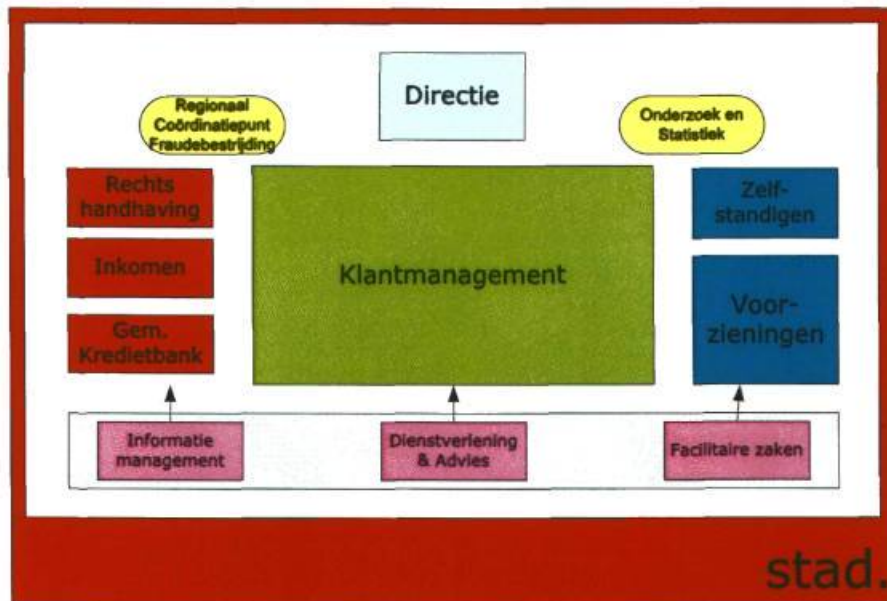 Directie
Regionaal
Coördinatiepunt
Fraudebestrijding
Onderzoek en
Statistiek
Rechts
handhaving
Inkomen
Gem.
Kredietbank
Klantmanagement
Zelf-
standigen
Voor-
zieningen
Informatie
management
Dienstverlening
& Advies
Facilitaire zaken
stad.